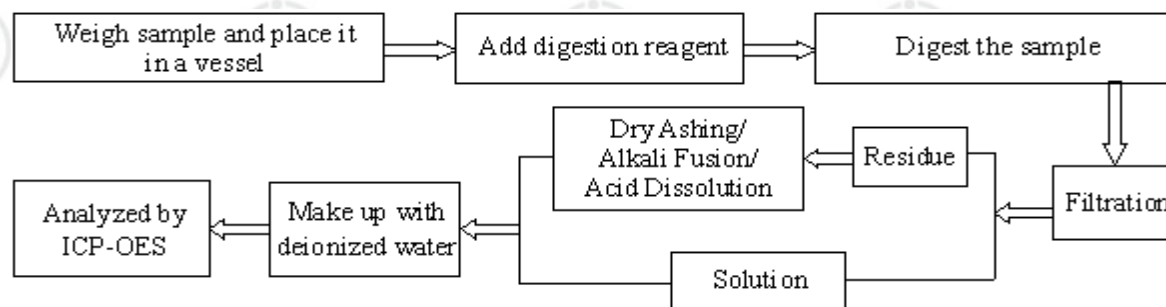 Weigh sample and place it
in a vessel
Add digestion reagent
Digest the sample
Filtration
Residue
Dry Ashing/
Alkali Fusion/
Acid Dissolution
Solution
Make up with
deionized water
Analyzed by
ICP-OES